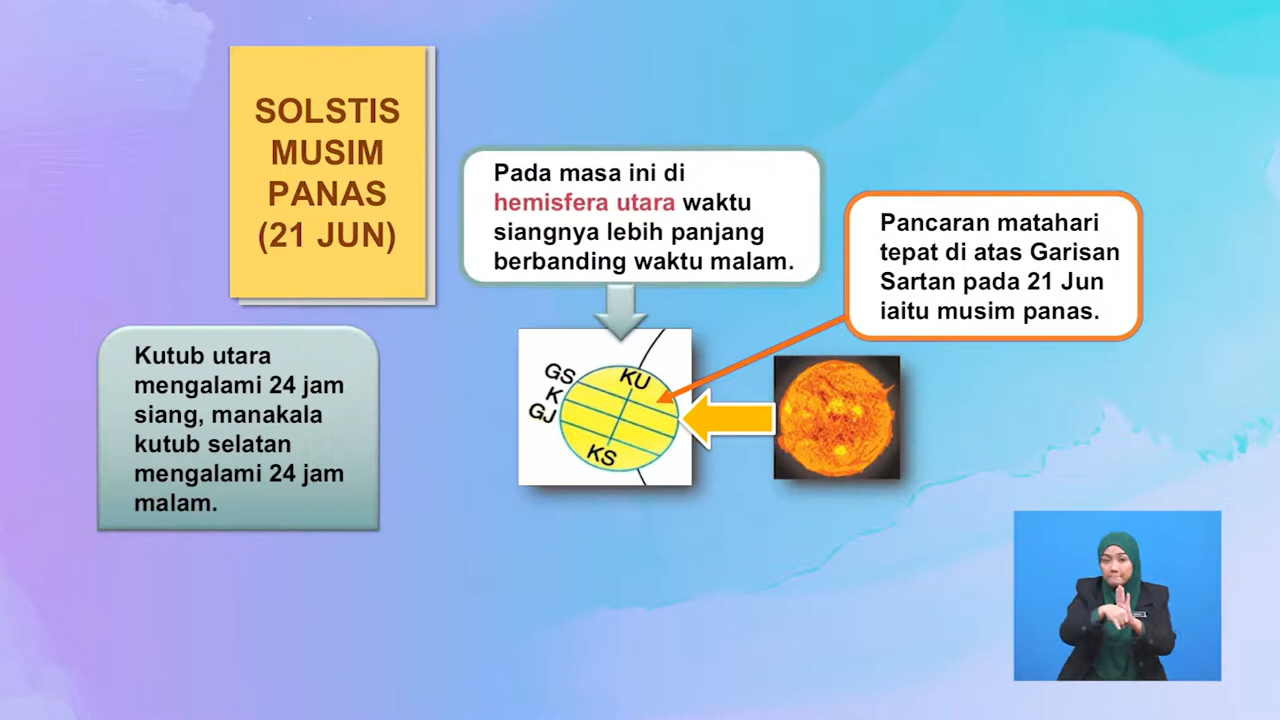 SOLSTIS
MUSIM
PANAS
(21 JUN)
Pada masa ini di
hemisfera utara waktu
siangnya lebih panjang
berbanding waktu malam.
Pancaran matahari
tepat di atas Garisan
Sartan pada 21 Jun
iaitu musim panas.
Kutub utara
mengalami 24 jam
siang, manakala
kutub selatan
mengalami 24 jam
malam.
GS
K
GJ
KU
KS